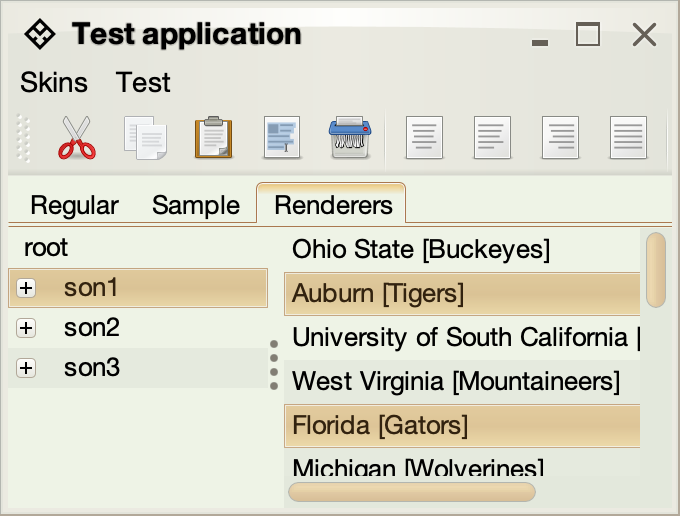 Test application
Skins Test
Regular Sample Renderers
root
son1
son2
son3
Ohio State [Buckeyes]
Auburn [Tigers]
University of South California [
West Virginia [Mountaineers]
Florida [Gators]
Michigan [Wolverines]